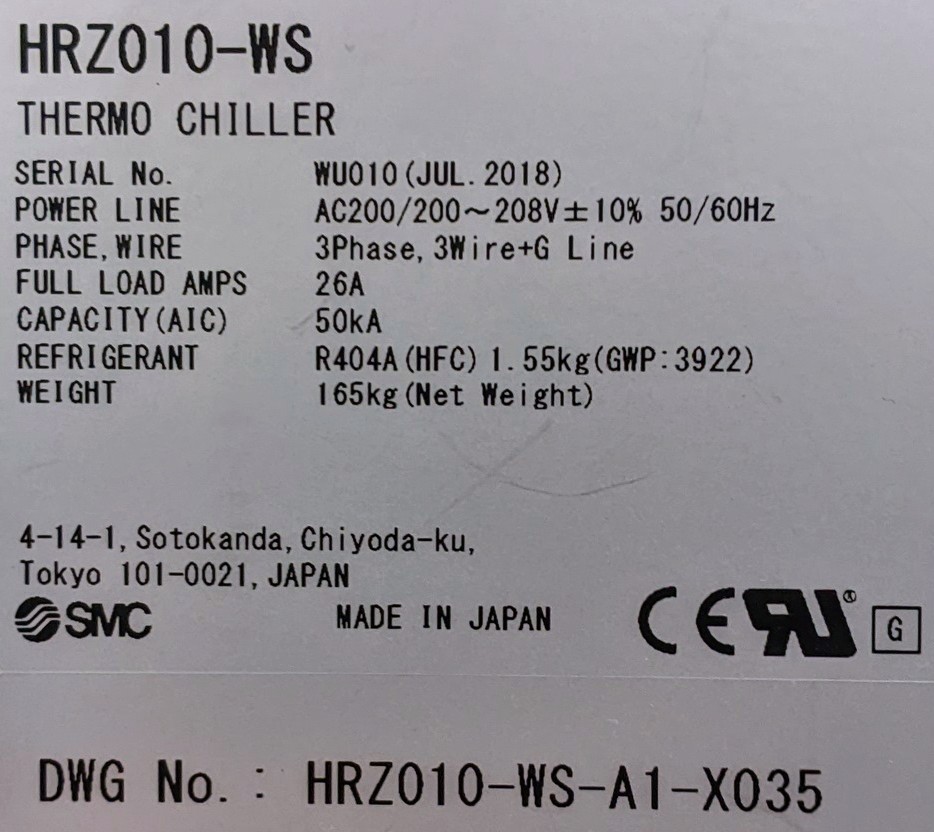 HRZ010-WS
THERMO CHILLER
SERIAL No. WU010(JUL.2018)
POWER LINE AC200/200～208V±10% 50/60Hz
PHASE,WIRE 3Phase,3Wire+G Line
FULL LOAD AMPS 26A
CAPACITY(AIC) 50kA
REFRIGERANT R404A(HFC) 1.55kg(GWP:3922)
WEIGHT 165kg(Net Weight)
4-14-1,Sotokanda,Chiyoda-ku,
Tokyo 101-0021,JAPAN
SMC MADE IN JAPAN CE RU® G
DWG No.: HRZ010-WS-A1-X035